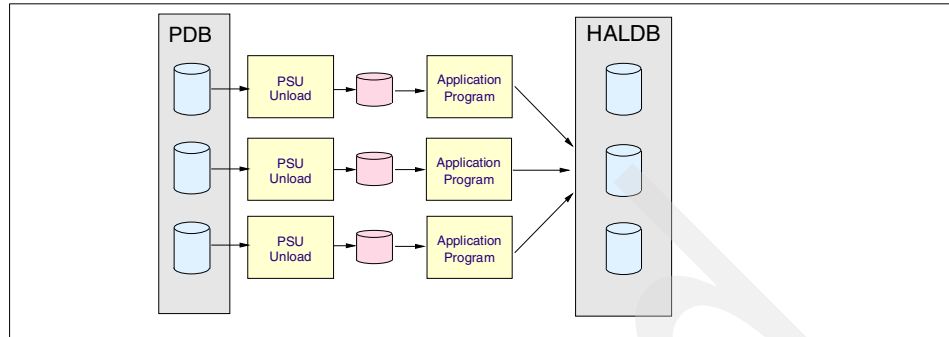 PDB
HALDB
PSU
Unload
Application
Program
PSU
Unload
Application
Program
PSU
Unload
Application
Program